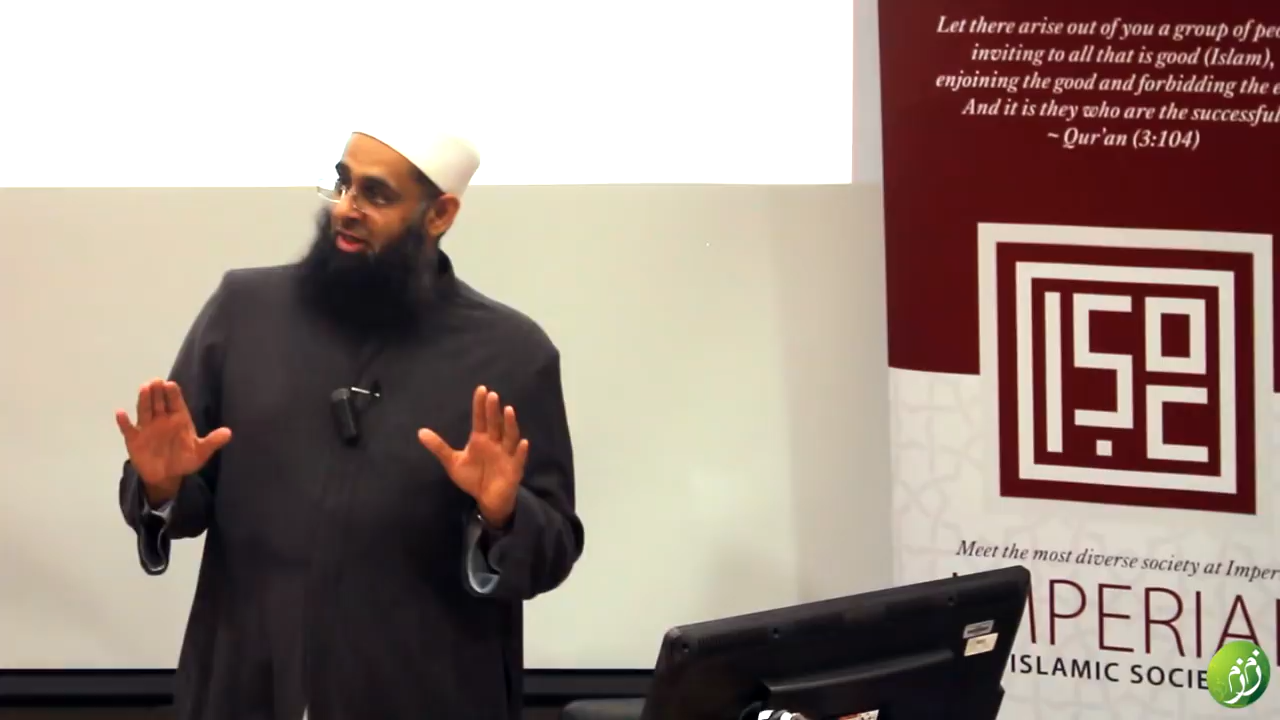 Let there arise out of you a group of
inviting to all that is good (Islam),
enjoining the good and forbidding the
And it is they who are the successful
~ Qur'an (3:104)
Meet the most diverse society at
ISLAMIC